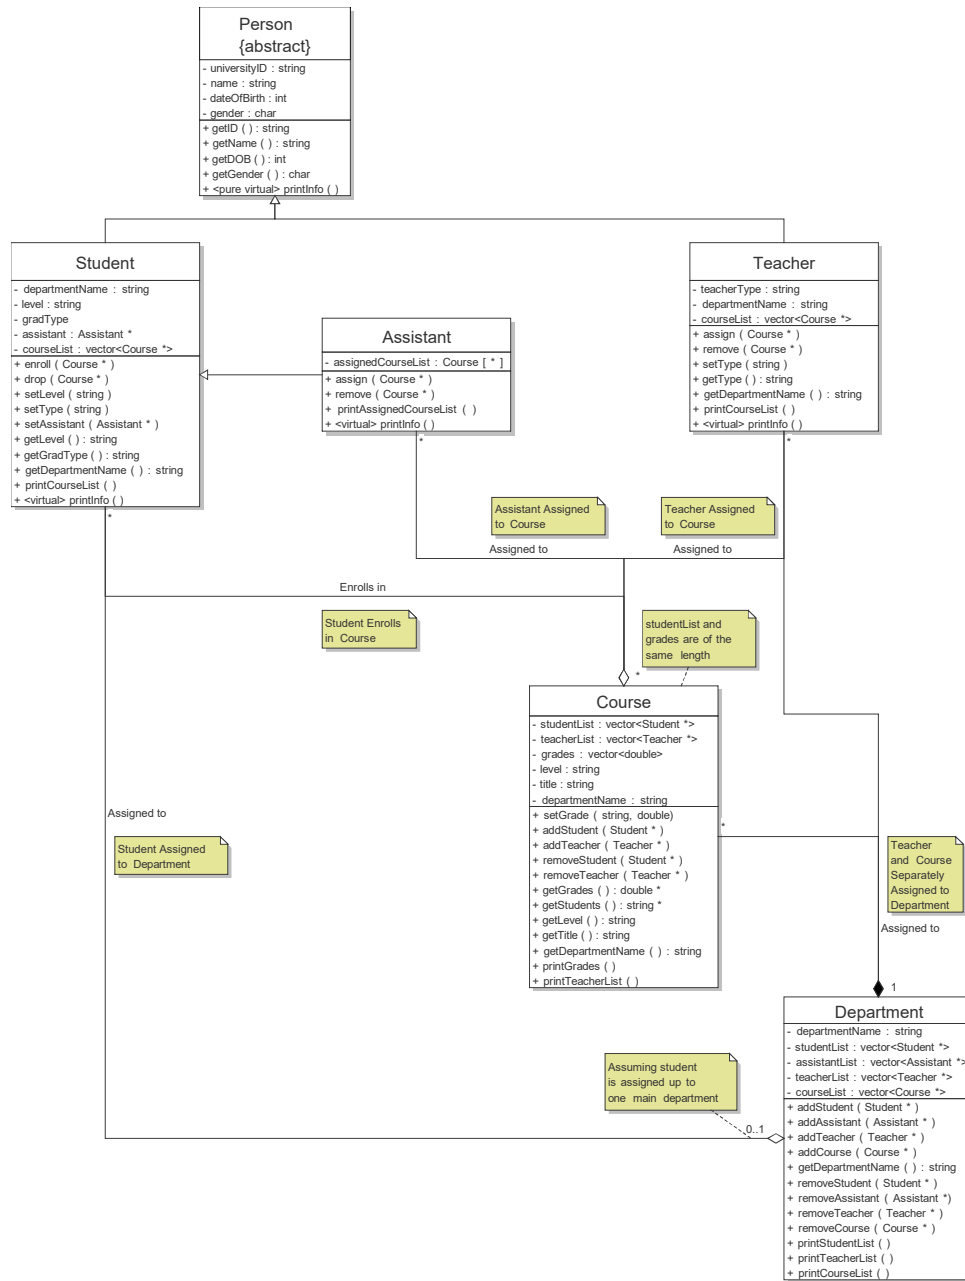 Person
{abstract}
- universityID : string
- name : string
- dateOfBirth : int
- gender : char
+ getID ( ) : string
+ getName ( ) : string
+ getDOB ( ) : int
+ getGender ( ) : char
+ <pure virtual> printInfo ( )
Student
- departmentName : string
- level : string
- gradType
- assistant : Assistant *
- courseList : vector<Course *>
+ enroll ( Course * )
+ drop ( Course * )
+ setLevel ( string )
+ setType ( string )
+ setAssistant ( Assistant * )
+ getLevel ( ) : string
+ getGradType ( ) : string
+ getDepartmentName ( ) : string
+ printCourseList ( )
+ <virtual> printInfo ( )
*
Assistant
- assignedCourseList : Course [ * ]
+ assign ( Course * )
+ remove ( Course * )
+ printAssignedCourseList ( )
+ <virtual> printInfo ( )
*
Teacher
- teacherType : string
- departmentName : string
- courseList : vector<Course *>
+ assign ( Course * )
+ remove ( Course * )
+ setType ( string )
+ getType ( ) : string
+ getDepartmentName ( ) : string
+ printCourseList ( )
+ <virtual> printInfo ( )
*
Assistant Assigned
to Course
Assigned to
Teacher Assigned
to Course
Assigned to
Enrolls in
Student Enrolls
in Course
studentList and
grades are of the
same length
*
Course
- studentList : vector<Student *>
- teacherList : vector<Teacher *>
- grades : vector<double>
- level : string
- title : string
- departmentName : string
+ setGrade ( string, double)
+ addStudent ( Student * )
+ addTeacher ( Teacher * )
+ removeStudent ( Student * )
+ removeTeacher ( Teacher * )
+ getGrades ( ) : double *
+ getStudents ( ) : string *
+ getLevel ( ) : string
+ getTitle ( ) : string
+ getDepartmentName ( ) : string
+ printGrades ( )
+ printTeacherList ( )
*
Assigned to
Student Assigned
to Department
Teacher
and Course
Separately
Assigned to
Department
Assigned to
1
Assuming student
is assigned up to
one main department
0..1
Department
- departmentName : string
- studentList : vector<Student *>
- assistantList : vector<Assistant *>
- teacherList : vector<Teacher *>
- courseList : vector<Course *>
+ addStudent ( Student * )
+ addAssistant ( Assistant * )
+ addTeacher ( Teacher * )
+ addCourse ( Course * )
+ getDepartmentName ( ) : string
+ removeStudent ( Student * )
+ removeAssistant ( Assistant *)
+ removeTeacher ( Teacher * )
+ removeCourse ( Course * )
+ printStudentList ( )
+ printTeacherList ( )
+ printCourseList ( )